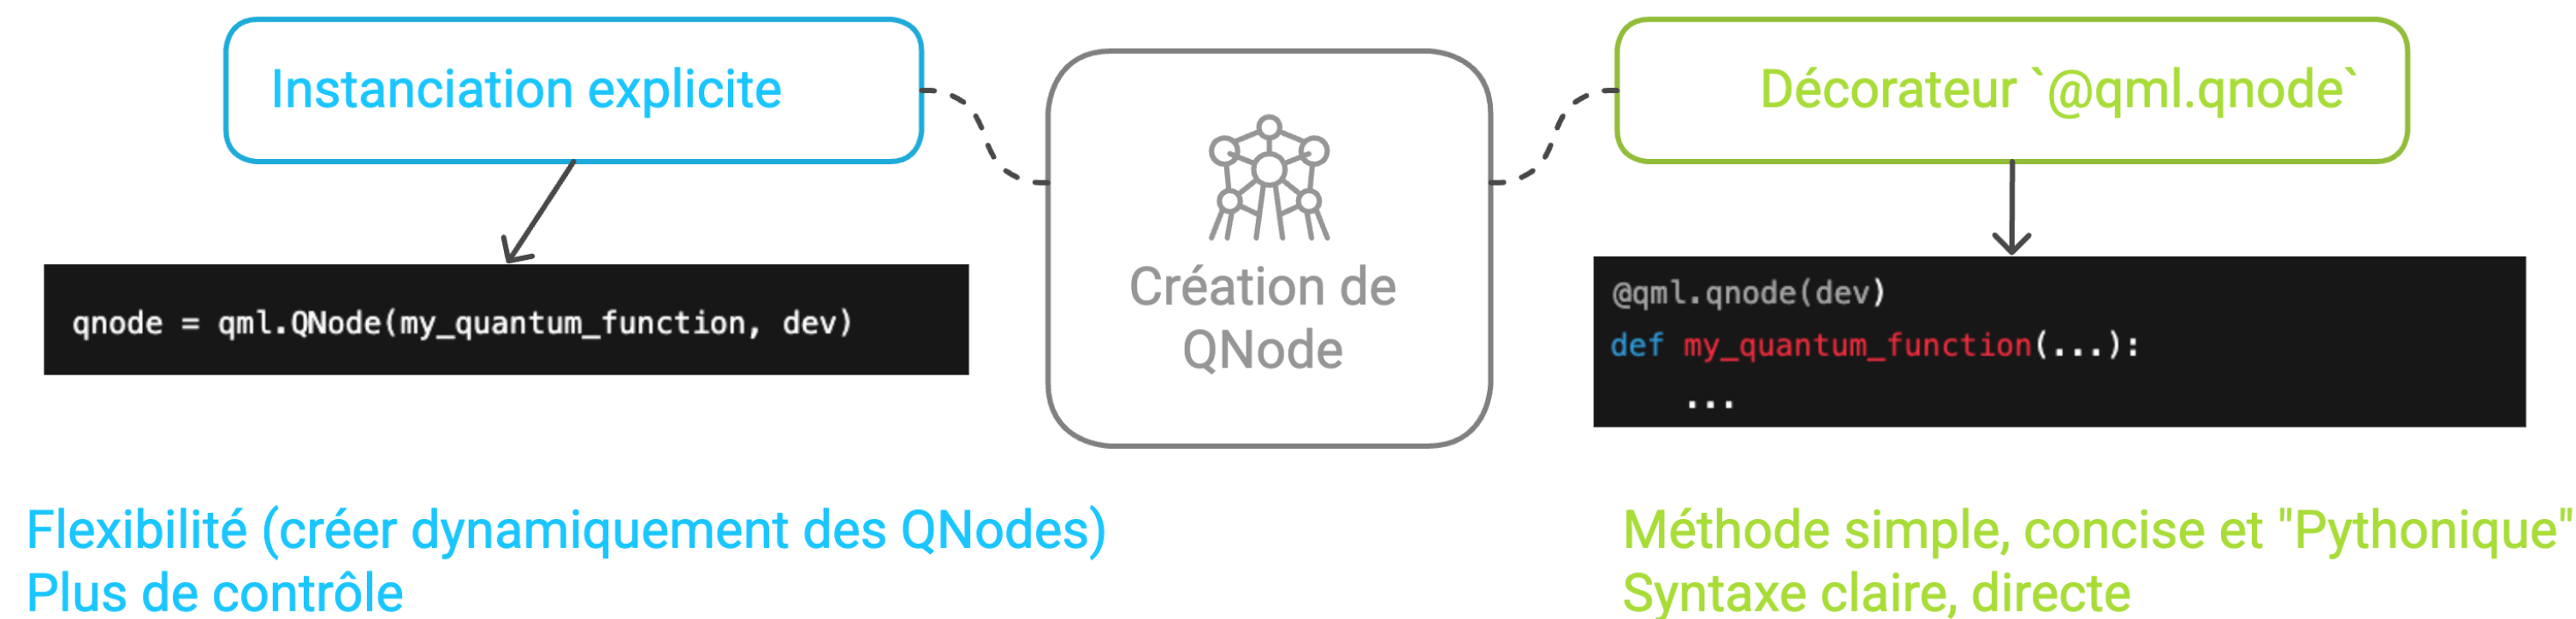 Instanciation explicite
qnode = qml.QNode(my_quantum_function, dev)
Flexibilité (créer dynamiquement des QNodes)
Plus de contrôle
Création de
QNode
Décorateur `@qml.qnode`
@qml.qnode(dev)
def my_quantum_function(...):
...
Méthode simple, concise et "Pythonique"
Syntaxe claire, directe